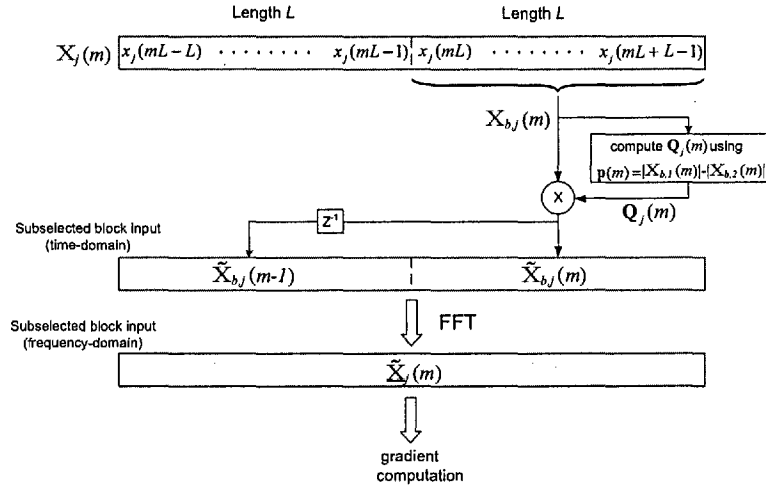 Length L Length L
X_j(m) x_j(mL−L) ········ x_j(mL−1) x_j(mL) ········ x_j(mL+L−1)
X_{b,j}(m)
compute Q_j(m) using
p(m)=|X_{b,1}(m)|-|X_{b,2}(m)|
X
Q_j(m)
Z^{-1}
Subselected block input
(time-domain)
X̃_{b,j}(m-1) X̃_{b,j}(m)
FFT
Subselected block input
(frequency-domain)
X̃_j(m)
gradient
computation